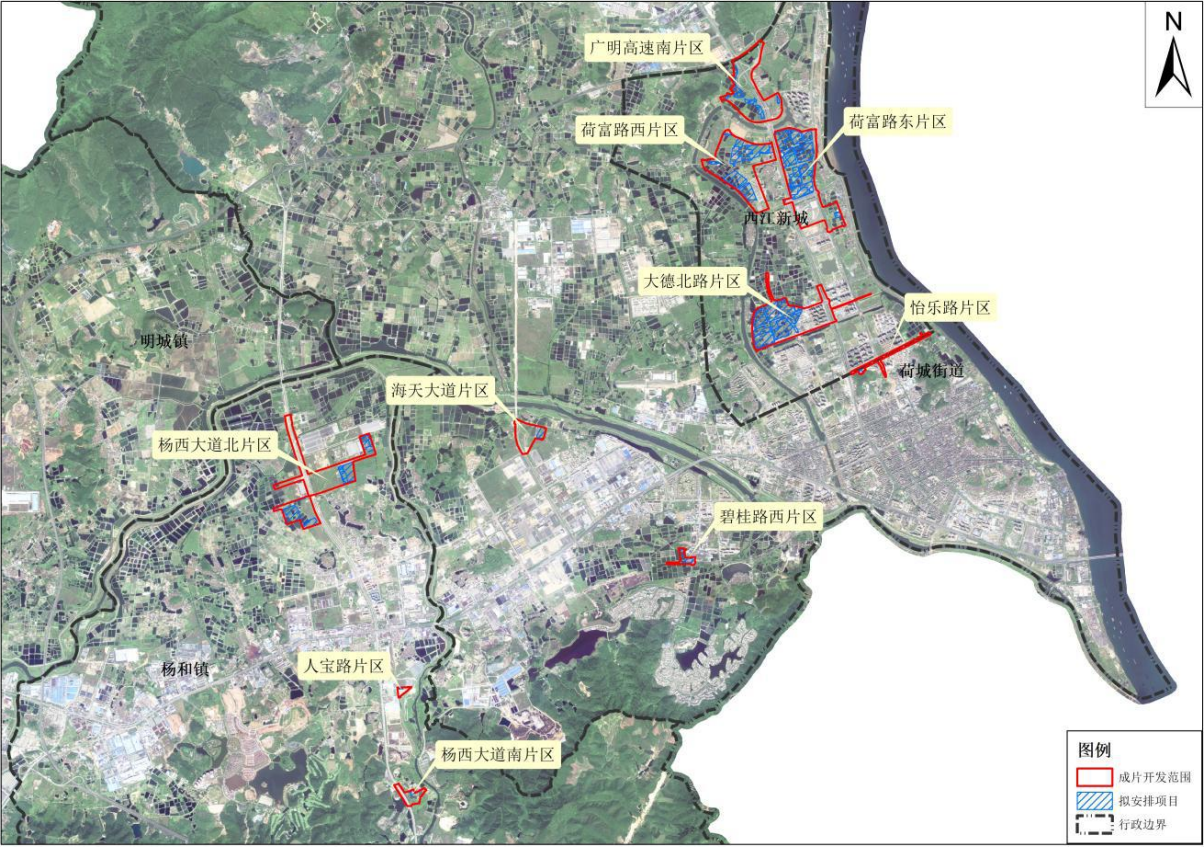 N
广明高速南片区
荷富路西片区
荷富路东片区
西江新城
大德北路片区
怡乐路片区
明城镇
荷城街道
海天大道片区
杨西大道北片区
碧桂路西片区
人宝路片区
杨和镇
杨西大道南片区
图例
成片开发范围
拟安排项目
行政边界